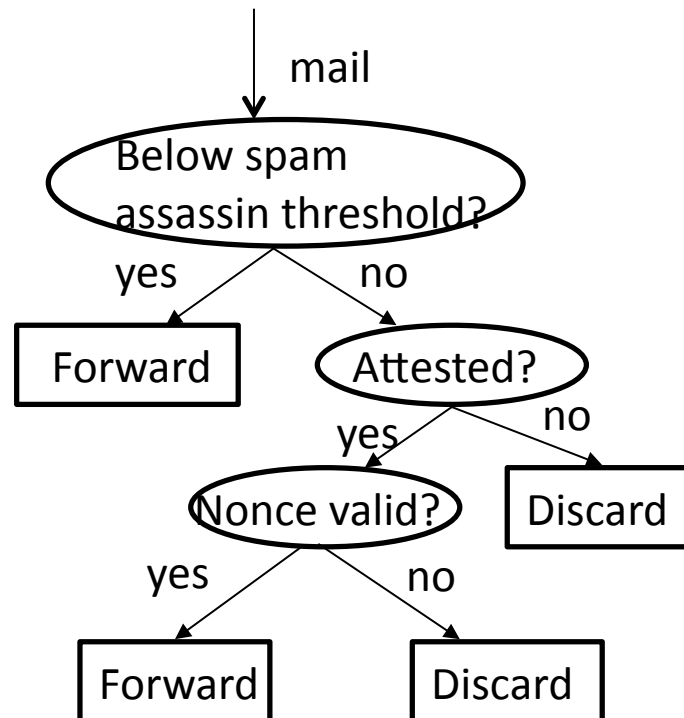 mail
Below spam
assassin threshold?
yes
no
Forward
Attested?
yes
no
Nonce valid?
Discard
yes
no
Forward
Discard